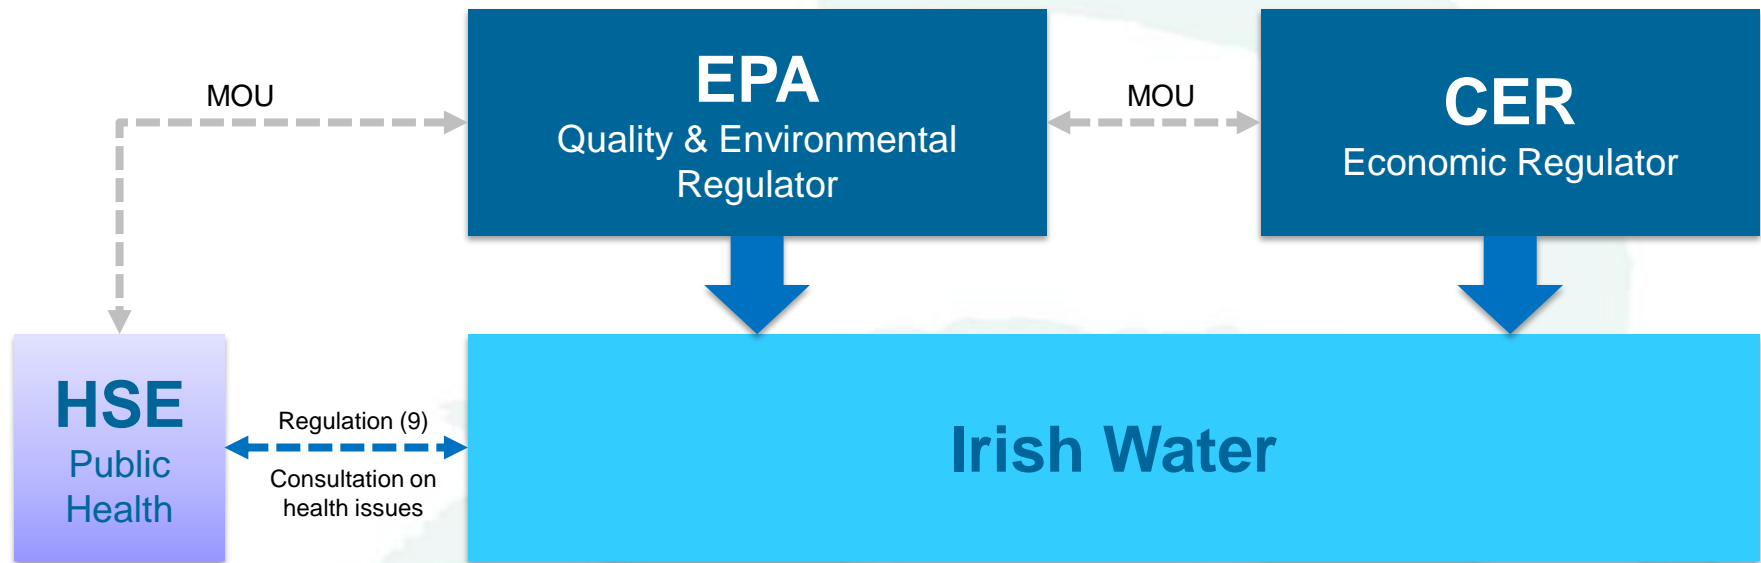 MOU
EPA
Quality & Environmental
Regulator
MOU
CER
Economic Regulator
HSE
Public
Health
Regulation (9)
Consultation on
health issues
Irish Water